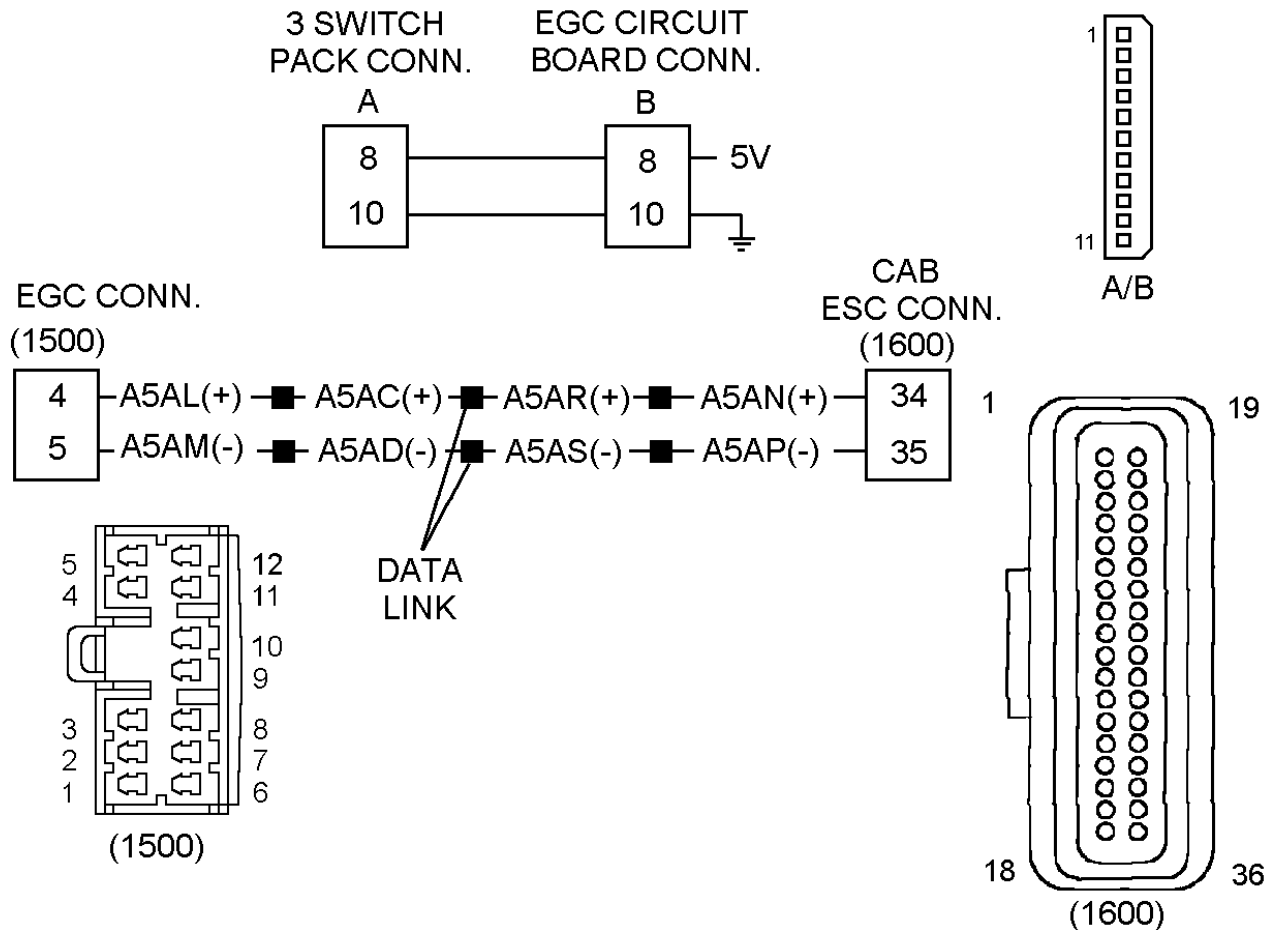 3 SWITCH
PACK CONN.
A
EGC CIRCUIT
BOARD CONN.
B
8
10
8
10
5V
1
11
A/B
EGC CONN.
(1500)
CAB
ESC CONN.
(1600)
4 A5AL(+) A5AC(+) A5AR(+) A5AN(+) 34
5 A5AM(-) A5AD(-) A5AS(-) A5AP(-) 35
DATA
LINK
5 12
4 11
10
9
3 8
2 7
1 6
(1500)
1 19
18 36
(1600)